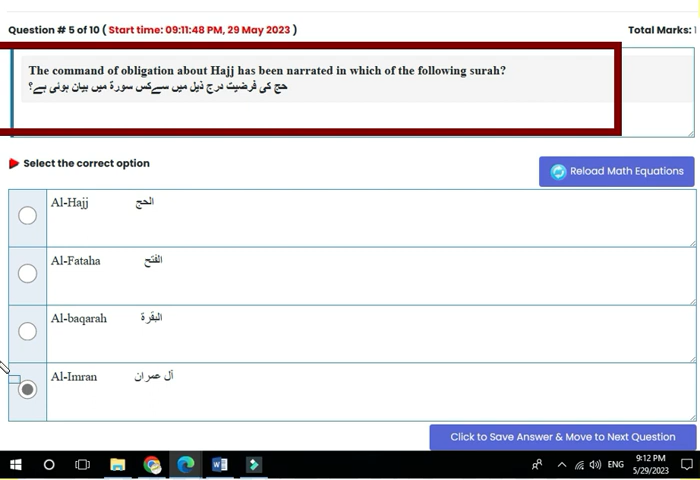 Question # 5 of 10 ( Start time: 09:11:48 PM, 29 May 2023 ) Total Marks: 1
The command of obligation about Hajj has been narrated in which of the following surah?
حج کی فرضیت درج ذیل میں سےکس سورۃ میں بیان ہوئی ہے؟
Select the correct option
Reload Math Equations
Al-Hajj الحج
Al-Fataha الفتح
Al-baqarah البقرۃ
Al-Imran آل عمران
Click to Save Answer & Move to Next Question
ENG 9:12 PM
5/29/2023